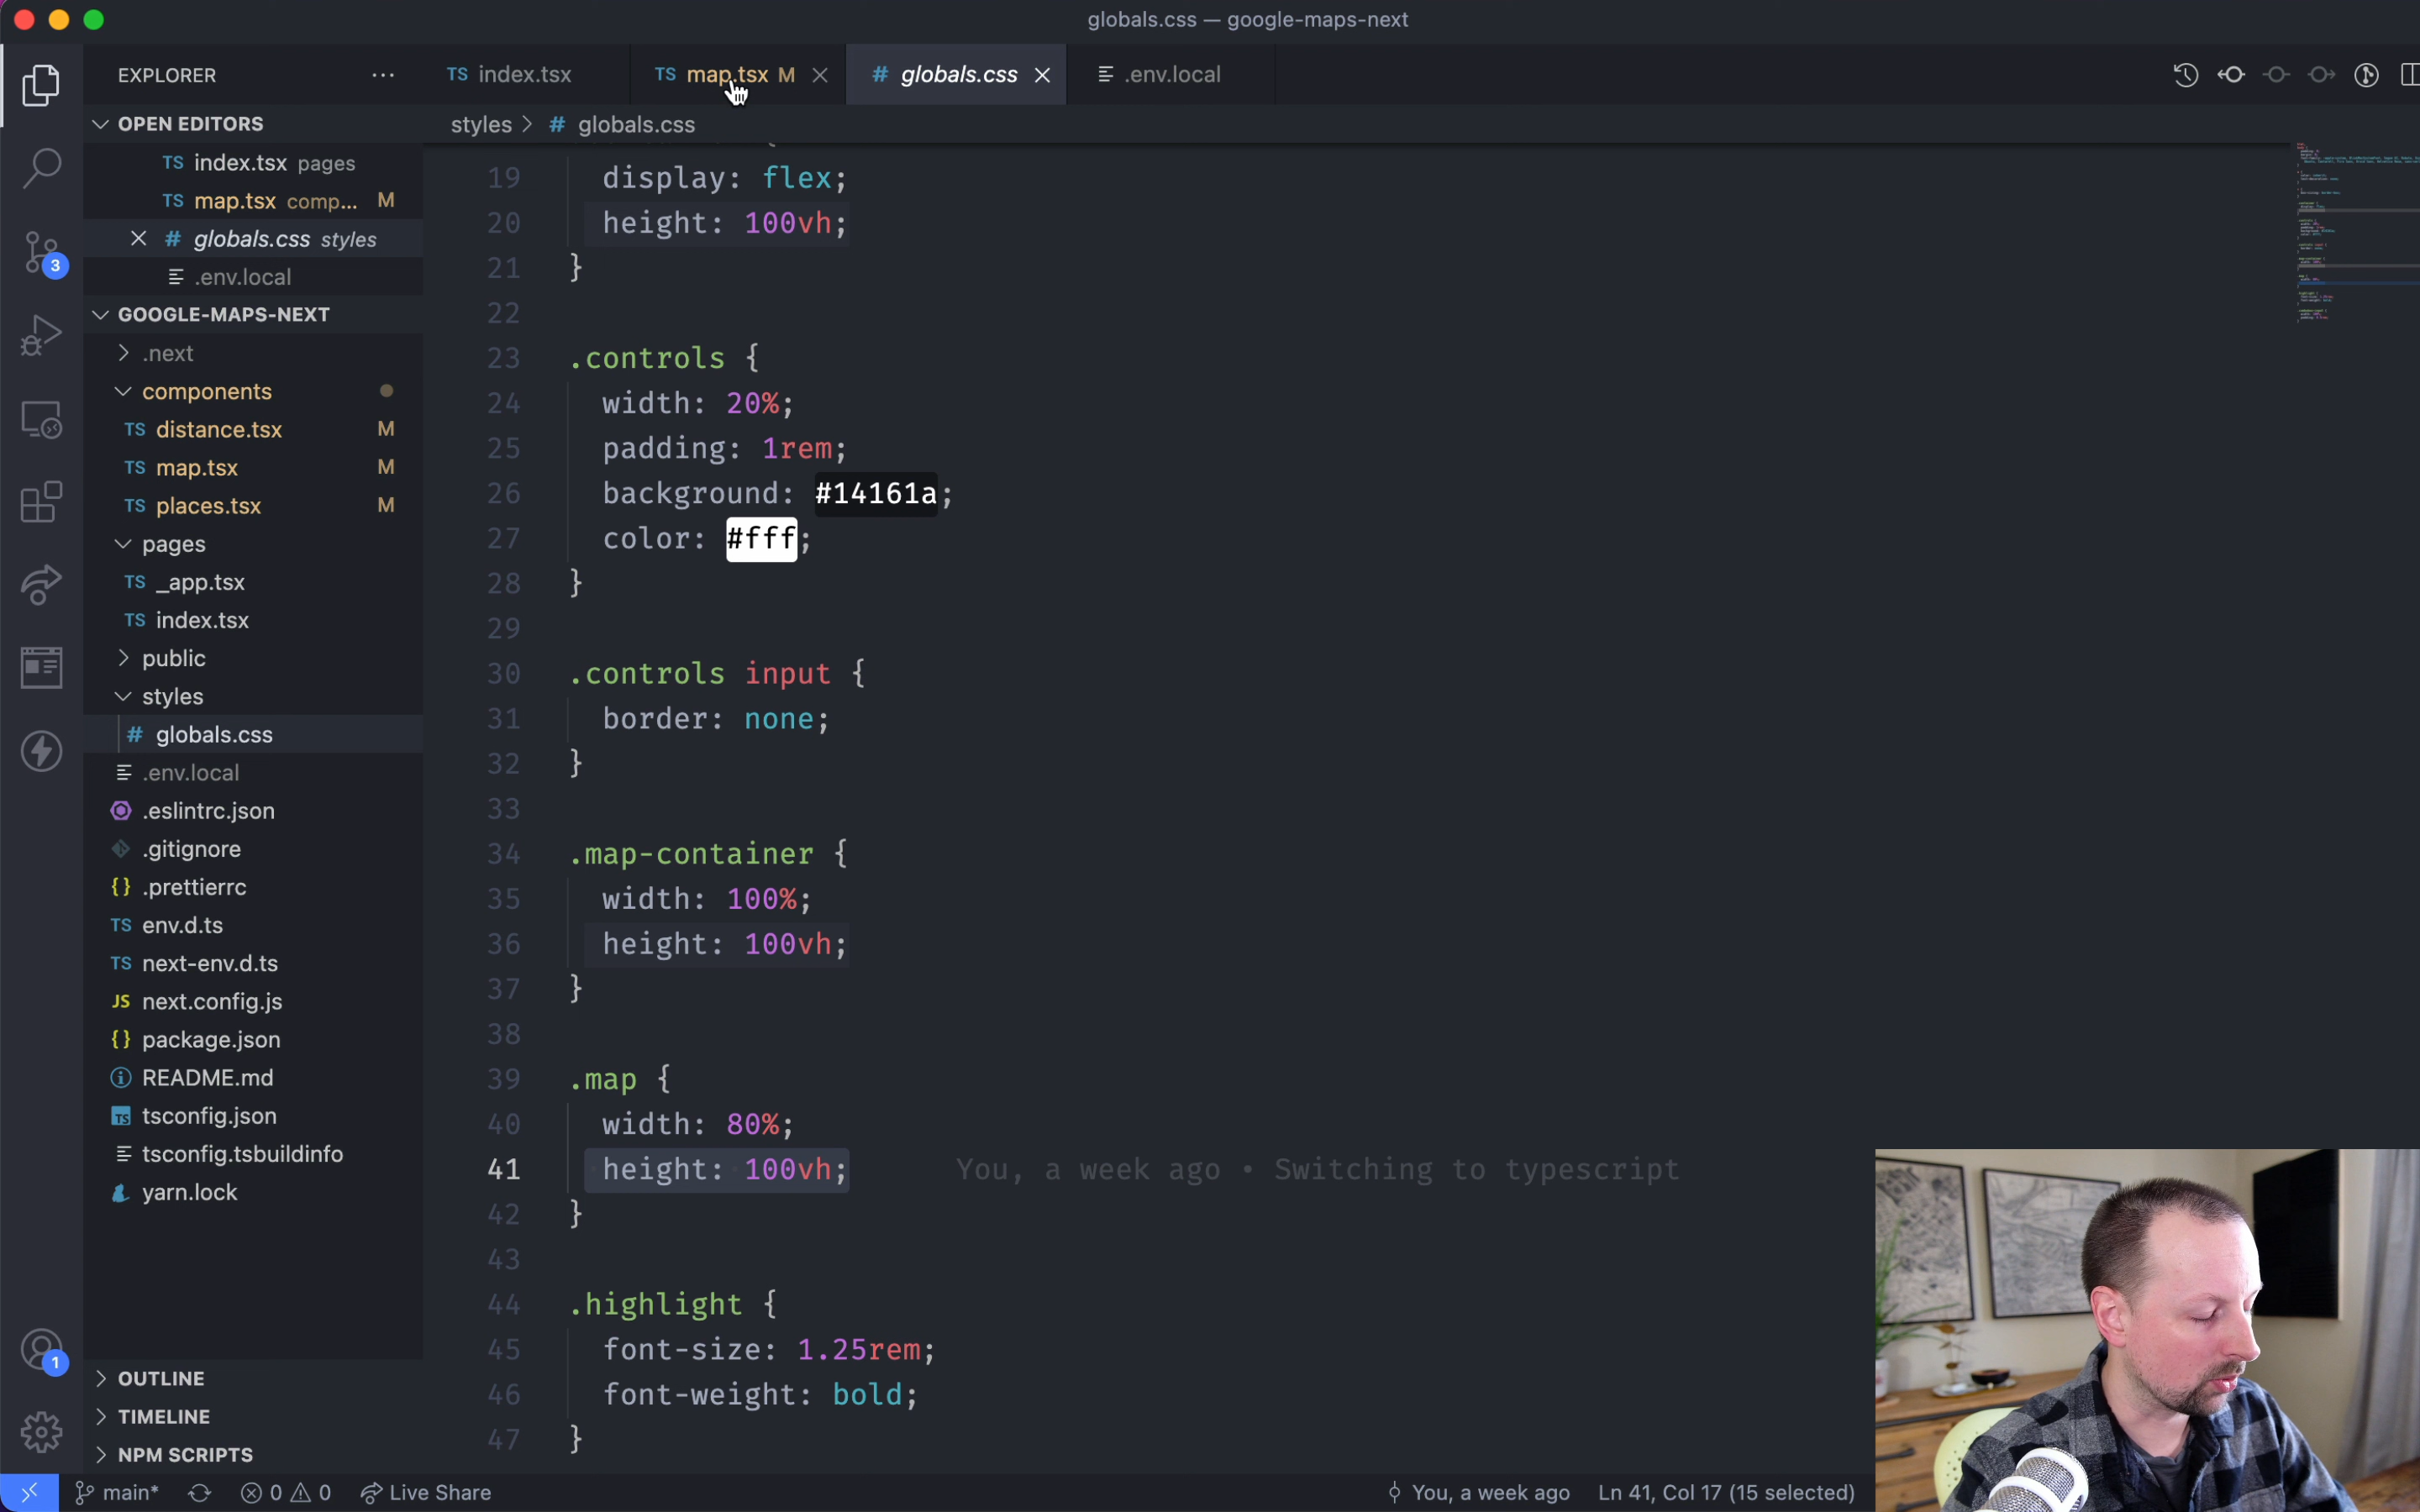 globals.css — google-maps-next
EXPLORER
TS index.tsx
TS map.tsx M
# globals.css
.env.local
OPEN EDITORS
styles > # globals.css
TS index.tsx pages
TS map.tsx comp... M
# globals.css styles
.env.local
GOOGLE-MAPS-NEXT
.next
components
TS distance.tsx M
TS map.tsx M
TS places.tsx M
pages
TS _app.tsx
TS index.tsx
public
styles
# globals.css
.env.local
.eslintrc.json
.gitignore
{} .prettierrc
TS env.d.ts
TS next-env.d.ts
JS next.config.js
{} package.json
README.md
TS tsconfig.json
tsconfig.tsbuildinfo
yarn.lock
OUTLINE
TIMELINE
NPM SCRIPTS
3
1
19 display: flex;
20 height: 100vh;
21 }
22
23 .controls {
24 width: 20%;
25 padding: 1rem;
26 background: #14161a;
27 color: #fff;
28 }
29
30 .controls input {
31 border: none;
32 }
33
34 .map-container {
35 width: 100%;
36 height: 100vh;
37 }
38
39 .map {
40 width: 80%;
41 height: 100vh; You, a week ago • Switching to typescript
42 }
43
44 .highlight {
45 font-size: 1.25rem;
46 font-weight: bold;
47 }
main* 0 0 Live Share
You, a week ago Ln 41, Col 17 (15 selected)